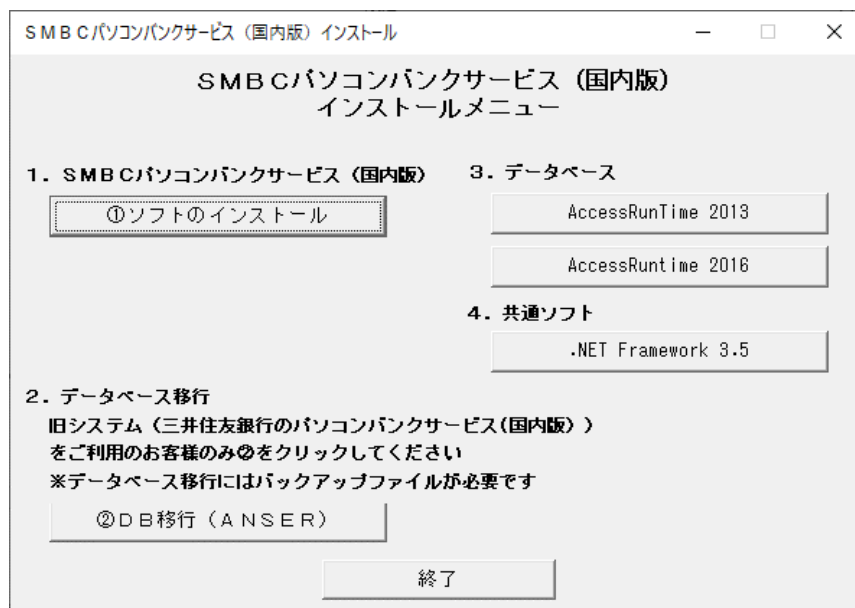 ＳＭＢＣパソコンバンクサービス（国内版）インストール
ＳＭＢＣパソコンバンクサービス（国内版）
インストールメニュー
１．ＳＭＢＣパソコンバンクサービス（国内版）
①ソフトのインストール
３．データベース
AccessRunTime 2013
AccessRuntime 2016
４．共通ソフト
.NET Framework 3.5
２．データベース移行
旧システム（三井住友銀行のパソコンバンクサービス(国内版)）
をご利用のお客様のみ②をクリックしてください
※データベース移行にはバックアップファイルが必要です
②ＤＢ移行（ＡＮＳＥＲ）
終了